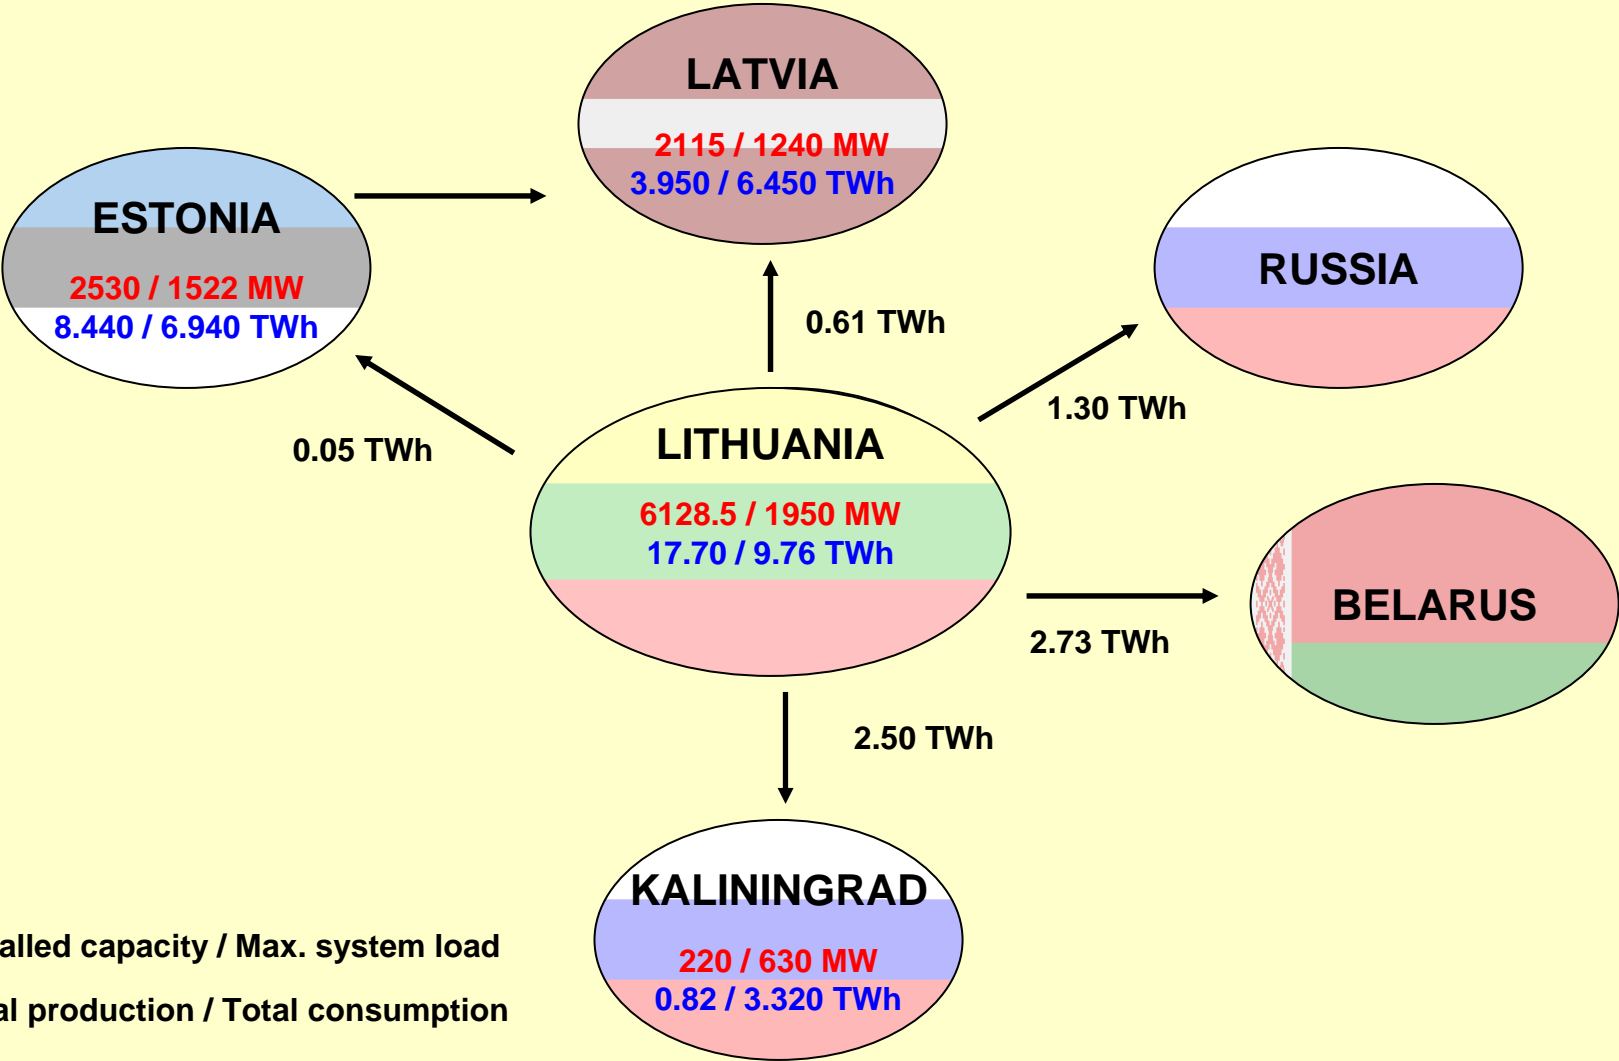 LATVIA
2115 / 1240 MW
3.950 / 6.450 TWh
ESTONIA
2530 / 1522 MW
8.440 / 6.940 TWh
RUSSIA
0.61 TWh
1.30 TWh
0.05 TWh
LITHUANIA
6128.5 / 1950 MW
17.70 / 9.76 TWh
BELARUS
2.73 TWh
2.50 TWh
KALININGRAD
220 / 630 MW
0.82 / 3.320 TWh
alled capacity / Max. system load
al production / Total consumption